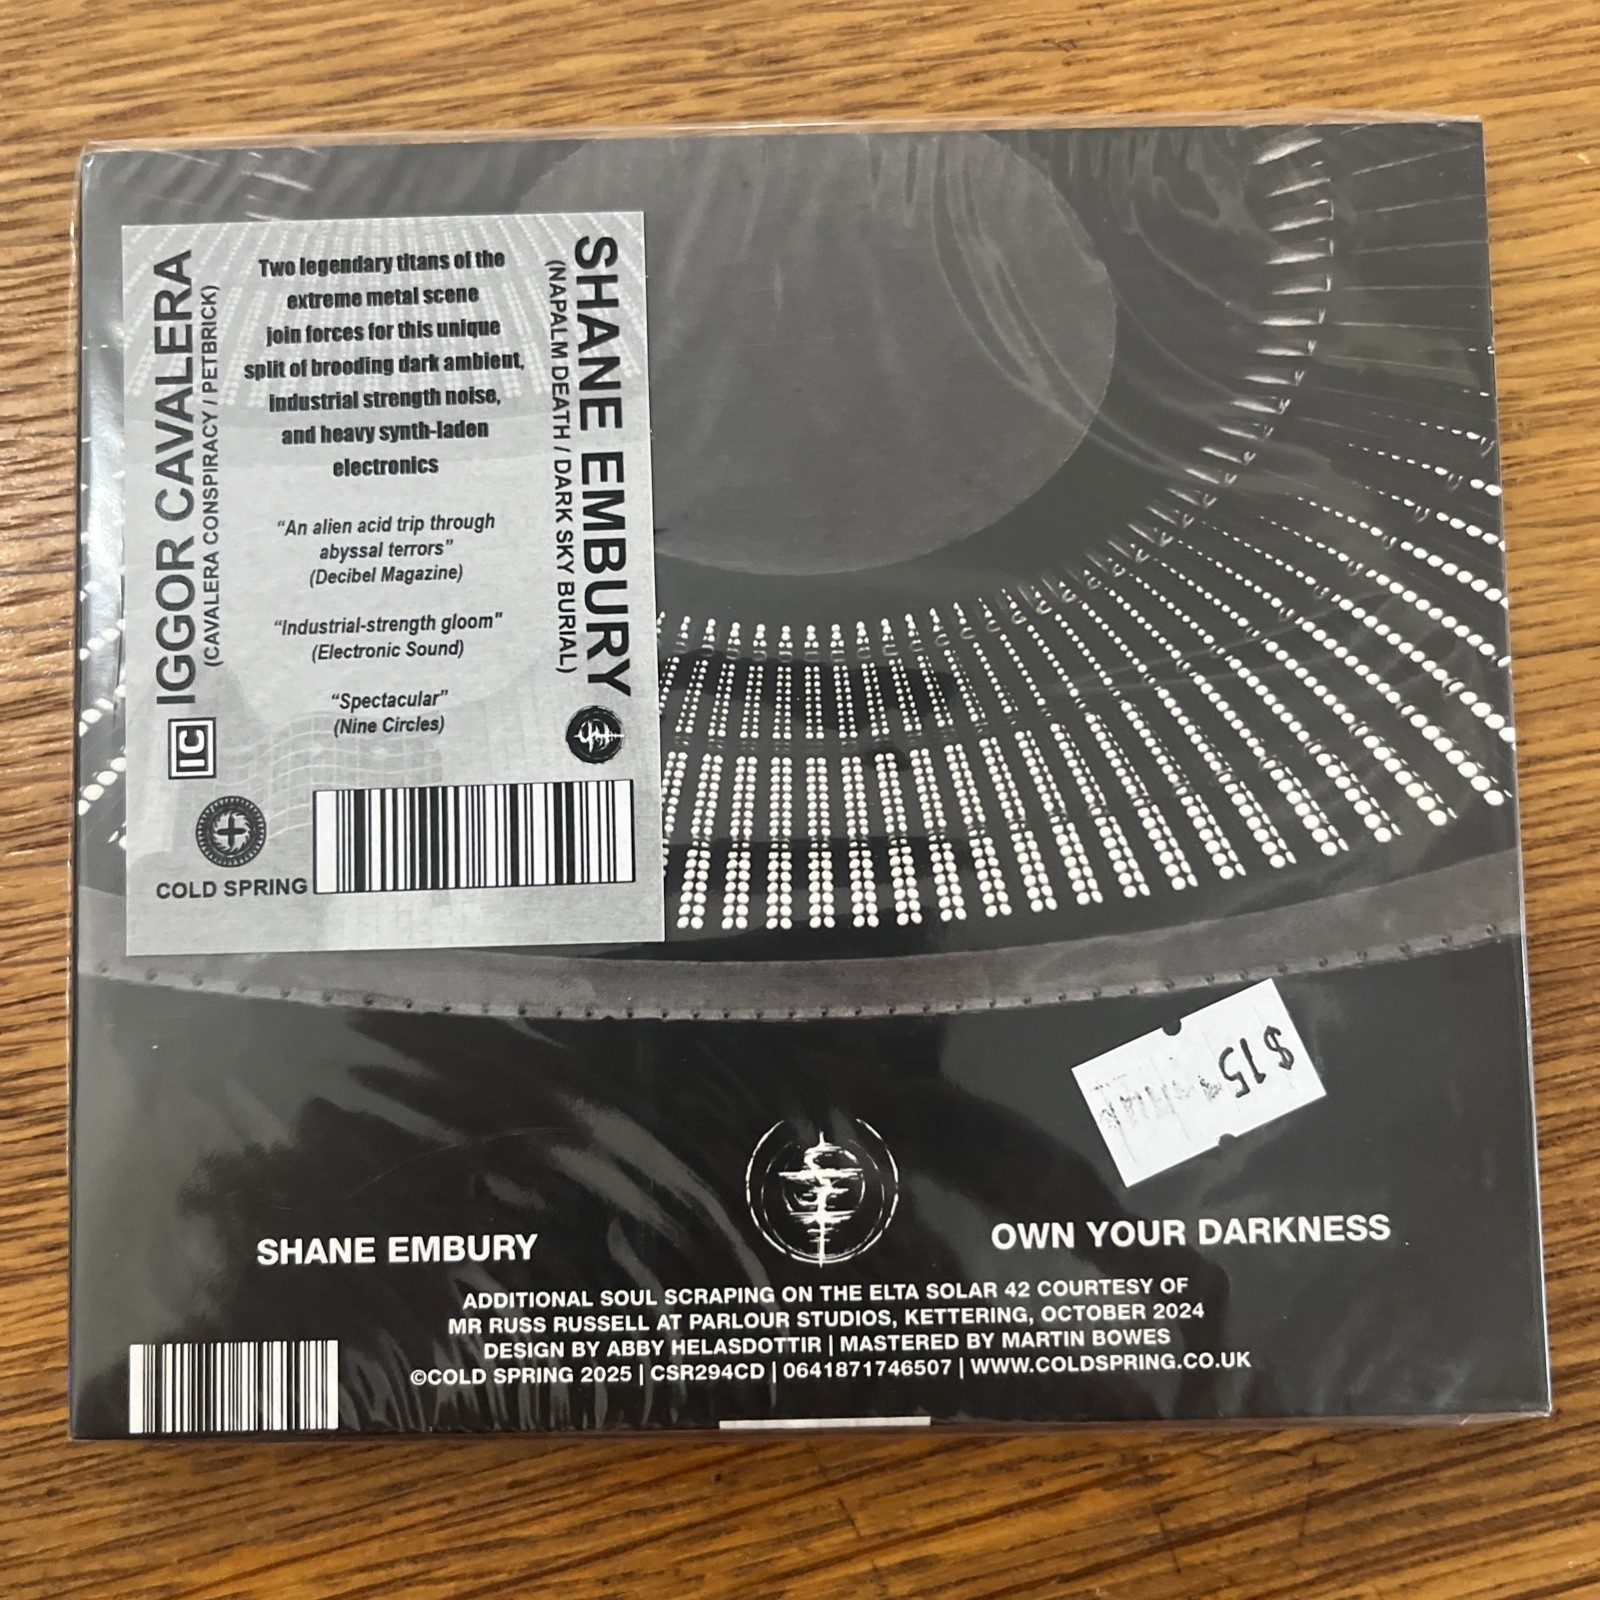 IGGOR CAVALERA
(CAVALERA CONSPIRACY / PETBRICK)
IC
Two legendary titans of the
extreme metal scene
join forces for this unique
split of brooding dark ambient,
industrial strength noise,
and heavy synth-laden
electronics
“An alien acid trip through
abyssal terrors”
(Decibel Magazine)
“Industrial-strength gloom”
(Electronic Sound)
“Spectacular”
(Nine Circles)
SHANE EMBURY
(NAPALM DEATH / DARK SKY BURIAL)
COLD SPRING
$15
SHANE EMBURY
OWN YOUR DARKNESS
ADDITIONAL SOUL SCRAPING ON THE ELTA SOLAR 42 COURTESY OF
MR RUSS RUSSELL AT PARLOUR STUDIOS, KETTERING, OCTOBER 2024
DESIGN BY ABBY HELASDOTTIR | MASTERED BY MARTIN BOWES
©COLD SPRING 2025 | CSR294CD | 0641871746507 | WWW.COLDSPRING.CO.UK